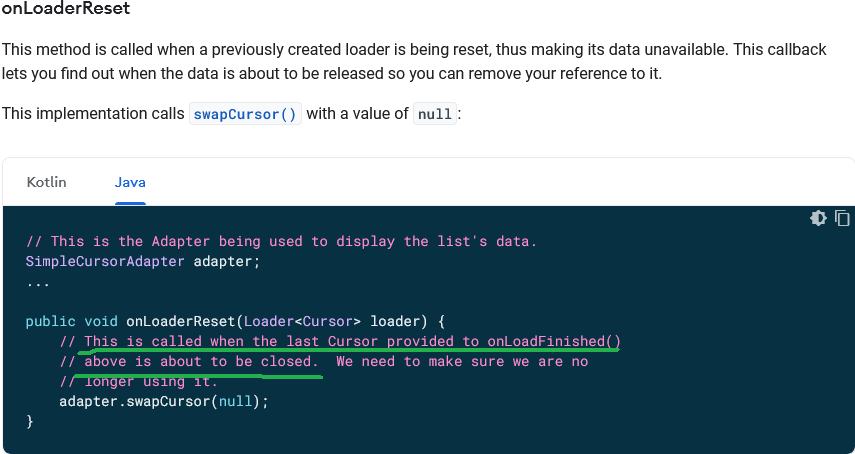 onLoaderReset
This method is called when a previously created loader is being reset, thus making its data unavailable. This callback
lets you find out when the data is about to be released so you can remove your reference to it.
This implementation calls swapCursor() with a value of null:
Kotlin Java
// This is the Adapter being used to display the list's data.
SimpleCursorAdapter adapter;
...
public void onLoaderReset(Loader<Cursor> loader) {
// This is called when the last Cursor provided to onLoadFinished()
// above is about to be closed.  We need to make sure we are no
// longer using it.
adapter.swapCursor(null);
}